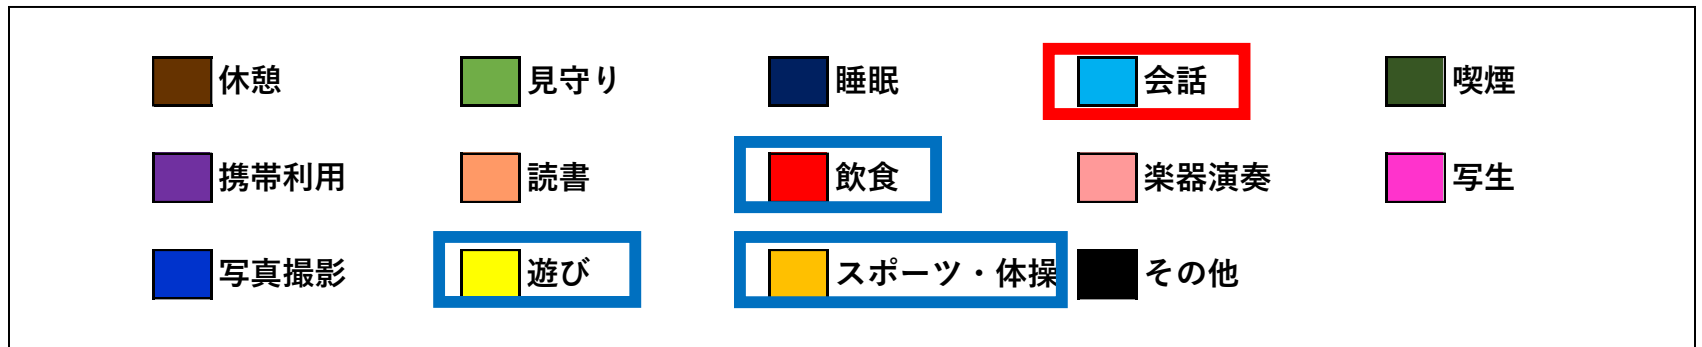 休憩 見守り 睡眠 会話 喫煙
携帯利用 読書 飲食 楽器演奏 写生
写真撮影 遊び スポーツ・体操 その他